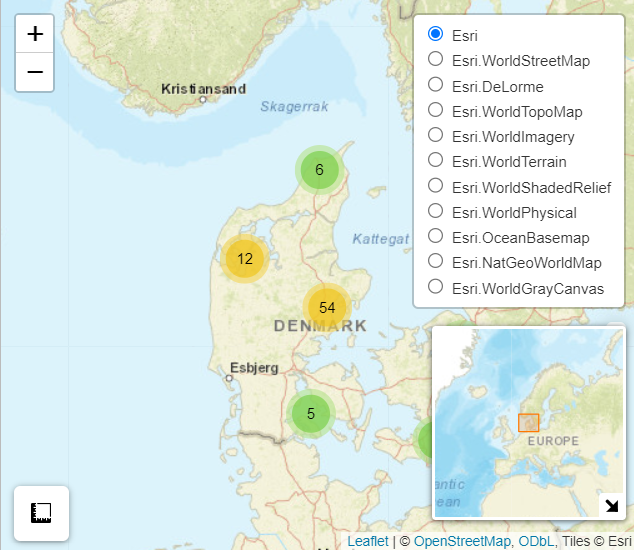 +
−
Kristiansand
Skagerrak
6
12
Kattegat
54
DENMARK
Esbjerg
5
Esri
Esri.WorldStreetMap
Esri.DeLorme
Esri.WorldTopoMap
Esri.WorldImagery
Esri.WorldTerrain
Esri.WorldShadedRelief
Esri.WorldPhysical
Esri.OceanBasemap
Esri.NatGeoWorldMap
Esri.WorldGrayCanvas
EUROPE
antic
ean
Leaflet | © OpenStreetMap, ODbL, Tiles © Esri